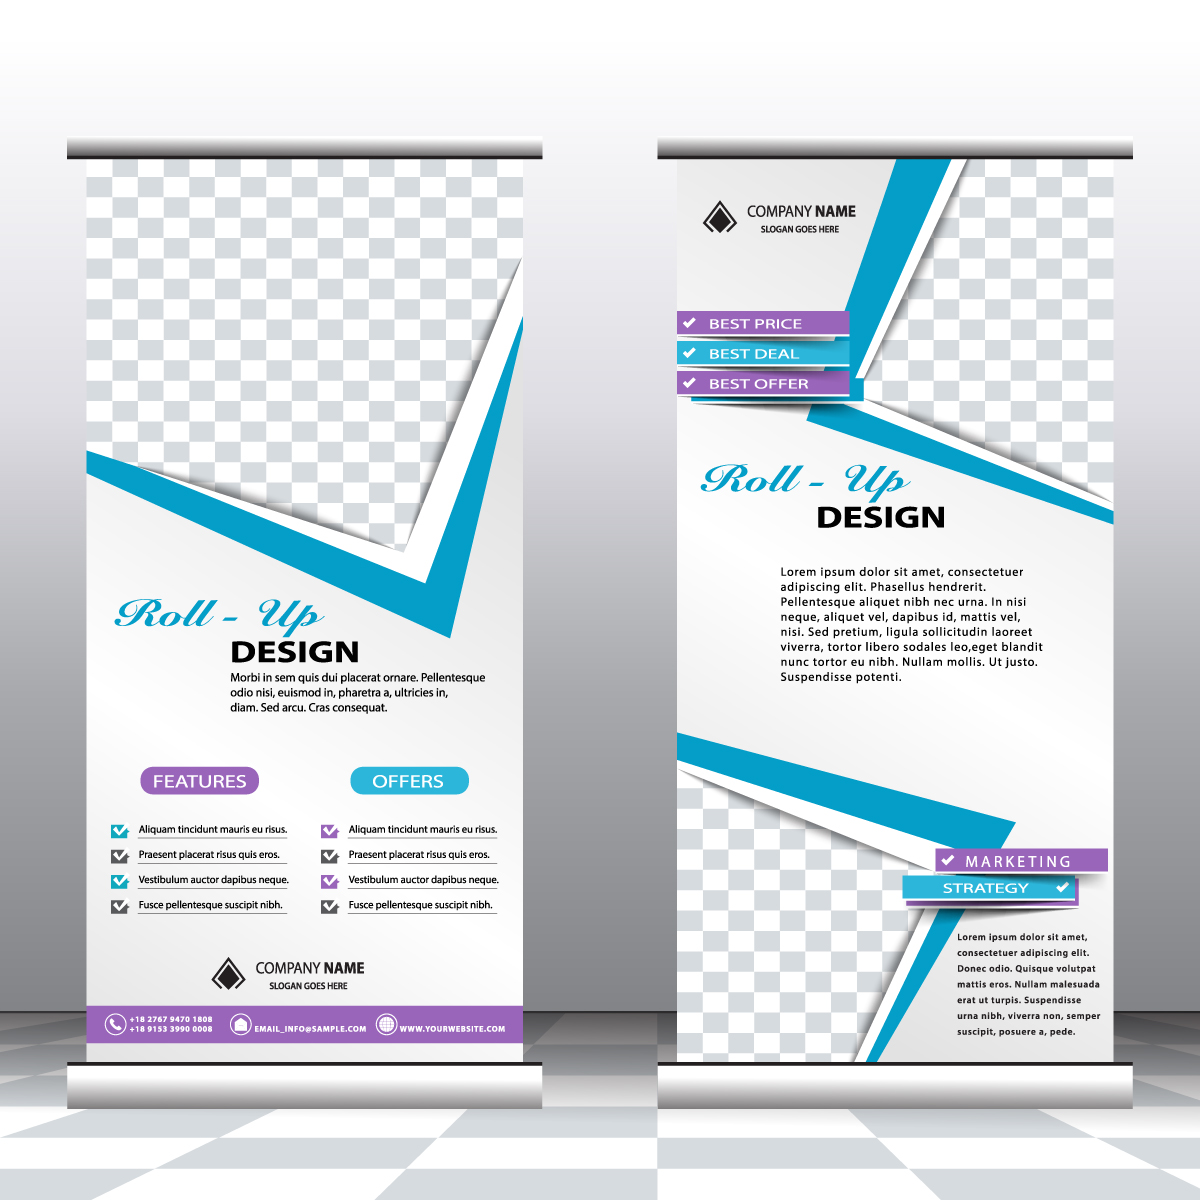 Roll - Up
DESIGN
Morbi in sem quis dui placerat ornare. Pellentesque
odio nisi, euismod in, pharetra a, ultricies in,
diam. Sed arcu. Cras consequat.
FEATURES
Aliquam tincidunt mauris eu risus.
Praesent placerat risus quis eros.
Vestibulum auctor dapibus neque.
Fusce pellentesque suscipit nibh.
OFFERS
Aliquam tincidunt mauris eu risus.
Praesent placerat risus quis eros.
Vestibulum auctor dapibus neque.
Fusce pellentesque suscipit nibh.
COMPANY NAME
SLOGAN GOES HERE
+18 2767 9470 1808
+18 9153 3990 0008
EMAIL_INFO@SAMPLE.COM
WWW.YOURWEBSITE.COM
COMPANY NAME
SLOGAN GOES HERE
BEST PRICE
BEST DEAL
BEST OFFER
Roll - Up
DESIGN
Lorem ipsum dolor sit amet, consectetuer
adipiscing elit. Phasellus hendrerit.
Pellentesque aliquet nibh nec urna. In nisi
neque, aliquet vel, dapibus id, mattis vel,
nisi. Sed pretium, ligula sollicitudin laoreet
viverra, tortor libero sodales leo,eget blandit
nunc tortor eu nibh. Nullam mollis. Ut justo.
Suspendisse potenti.
MARKETING
STRATEGY
Lorem ipsum dolor sit amet,
consectetuer adipiscing elit.
Donec odio. Quisque volutpat
mattis eros. Nullam malesuada
erat ut turpis. Suspendisse
urna nibh, viverra non, semper
suscipit, posuere a, pede.